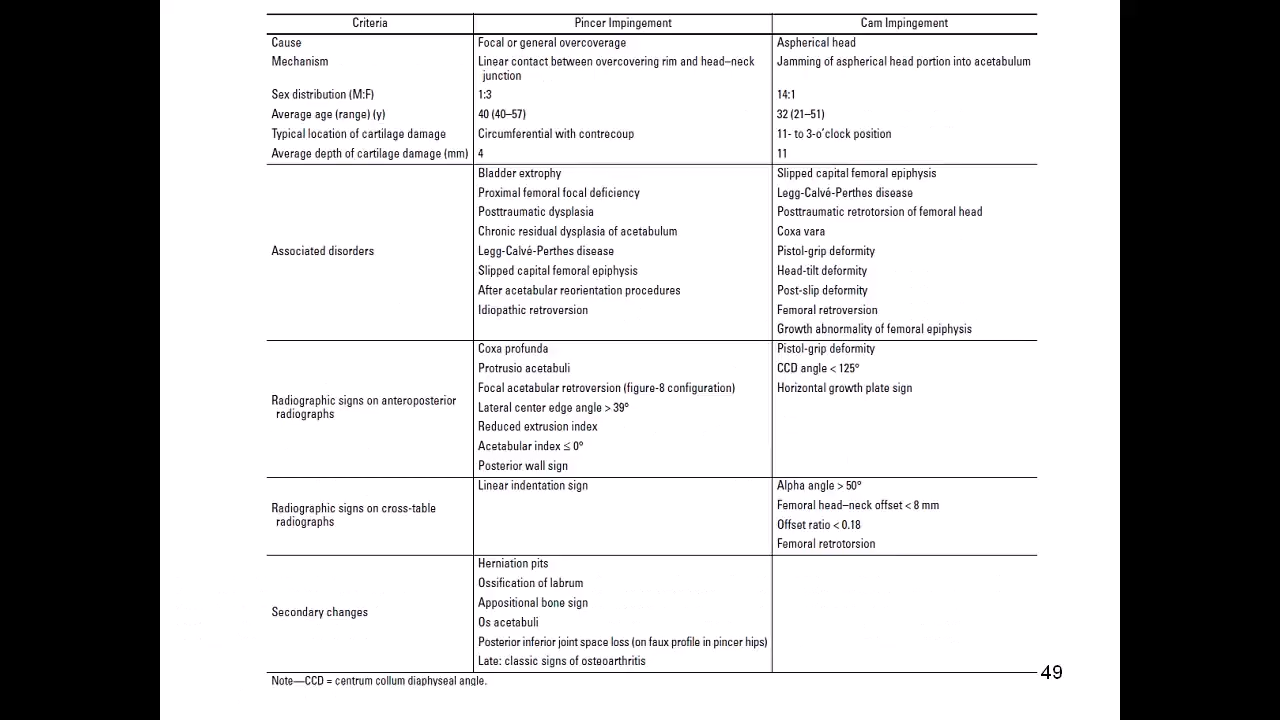 Criteria Pincer Impingement Cam Impingement
Cause Focal or general overcoverage Aspherical head
Mechanism Linear contact between overcovering rim and head–neck Jamming of aspherical head portion into acetabulum
junction
Sex distribution (M:F) 1:3 14:1
Average age (range) (y) 40 (40–57) 32 (21–51)
Typical location of cartilage damage Circumferential with contrecoup 11- to 3-o'clock position
Average depth of cartilage damage (mm) 4 11
Associated disorders
Bladder extrophy
Proximal femoral focal deficiency
Posttraumatic dysplasia
Chronic residual dysplasia of acetabulum
Legg-Calvé-Perthes disease
Slipped capital femoral epiphysis
After acetabular reorientation procedures
Idiopathic retroversion
Slipped capital femoral epiphysis
Legg-Calvé-Perthes disease
Posttraumatic retrotorsion of femoral head
Coxa vara
Pistol-grip deformity
Head-tilt deformity
Post-slip deformity
Femoral retroversion
Growth abnormality of femoral epiphysis
Radiographic signs on anteroposterior
radiographs
Coxa profunda
Protrusio acetabuli
Focal acetabular retroversion (figure-8 configuration)
Lateral center edge angle > 39°
Reduced extrusion index
Acetabular index ≤ 0°
Posterior wall sign
Pistol-grip deformity
CCD angle < 125°
Horizontal growth plate sign
Radiographic signs on cross-table
radiographs
Linear indentation sign
Alpha angle > 50°
Femoral head–neck offset < 8 mm
Offset ratio < 0.18
Femoral retrotorsion
Secondary changes
Herniation pits
Ossification of labrum
Appositional bone sign
Os acetabuli
Posterior inferior joint space loss (on faux profile in pincer hips)
Late: classic signs of osteoarthritis
Note—CCD = centrum collum diaphyseal angle.
49